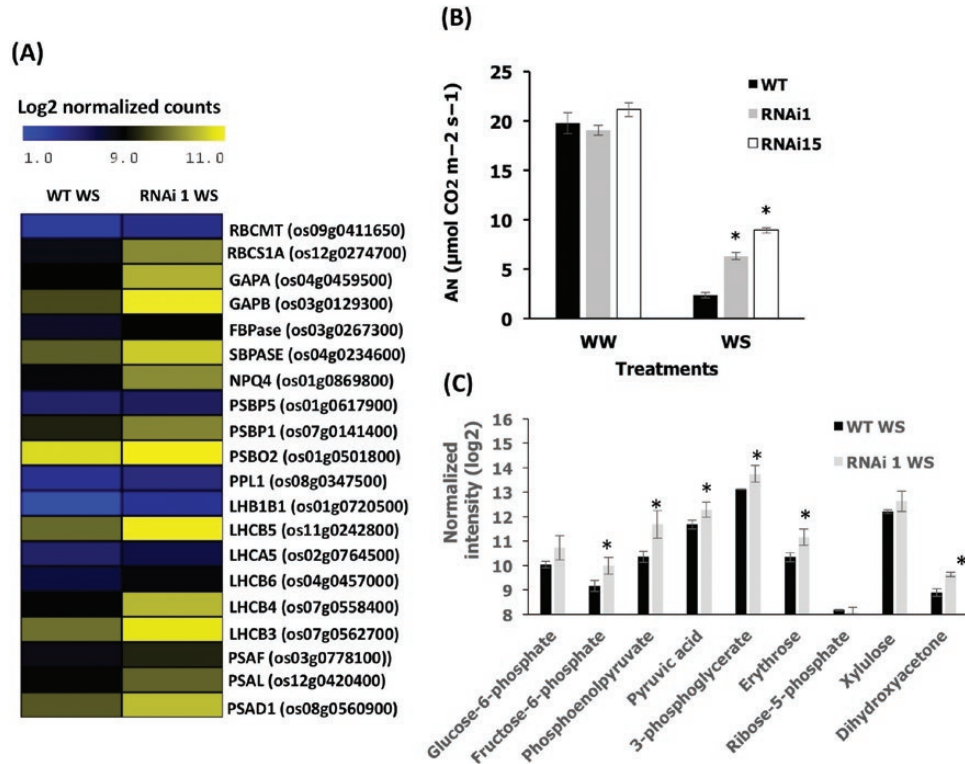 (A)
Log2 normalized counts
1.0 9.0 11.0
WT WS RNAi 1 WS
RBCMT (os09g0411650)
RBCS1A (os12g0274700)
GAPA (os04g0459500)
GAPB (os03g0129300)
FBPase (os03g0267300)
SBPASE (os04g0234600)
NPQ4 (os01g0869800)
PSBP5 (os01g0617900)
PSBP1 (os07g0141400)
PSBO2 (os01g0501800)
PPL1 (os08g0347500)
LHB1B1 (os01g0720500)
LHCB5 (os11g0242800)
LHCA5 (os02g0764500)
LHCB6 (os04g0457000)
LHCB4 (os07g0558400)
LHCB3 (os07g0562700)
PSAF (os03g0778100))
PSAL (os12g0420400)
PSAD1 (os08g0560900)
(B)
AN (μmol CO2 m−2 s−1)
25
20
15
10
5
0
WT
RNAi1
RNAi15
* *
WW WS
Treatments
(C)
Normalized
intensity (log2)
16
15
14
13
12
11
10
9
8
WT WS
RNAi 1 WS
* * * * * *
Glucose-6-phosphate
Fructose-6-phosphate
Phosphoenolpyruvate
Pyruvic acid
3-phosphoglycerate
Erythrose
Ribose-5-phosphate
Xylulose
Dihydroxyacetone